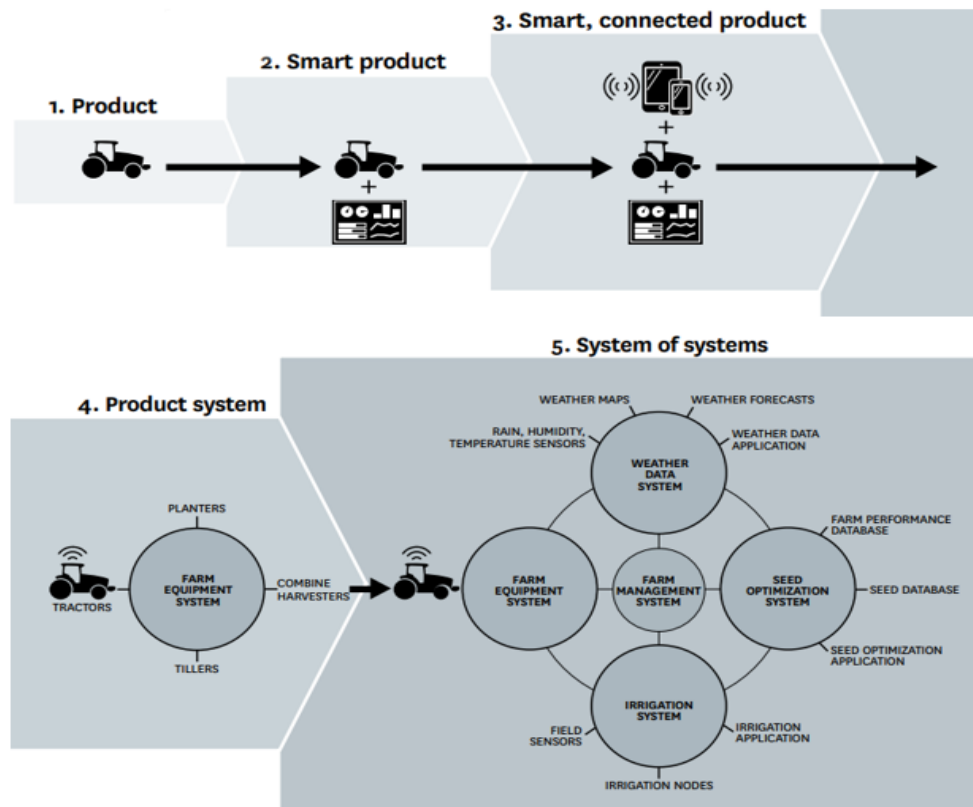 3. Smart, connected product
2. Smart product
1. Product
+
+
+
5. System of systems
4. Product system
WEATHER MAPS
WEATHER FORECASTS
RAIN, HUMIDITY,
TEMPERATURE SENSORS
WEATHER DATA
APPLICATION
WEATHER
DATA
SYSTEM
PLANTERS
TRACTORS
FARM
EQUIPMENT
SYSTEM
COMBINE
HARVESTERS
TILLERS
FARM
EQUIPMENT
SYSTEM
FARM
MANAGEMENT
SYSTEM
SEED
OPTIMIZATION
SYSTEM
FARM PERFORMANCE
DATABASE
SEED DATABASE
SEED OPTIMIZATION
APPLICATION
IRRIGATION
SYSTEM
FIELD
SENSORS
IRRIGATION
APPLICATION
IRRIGATION NODES